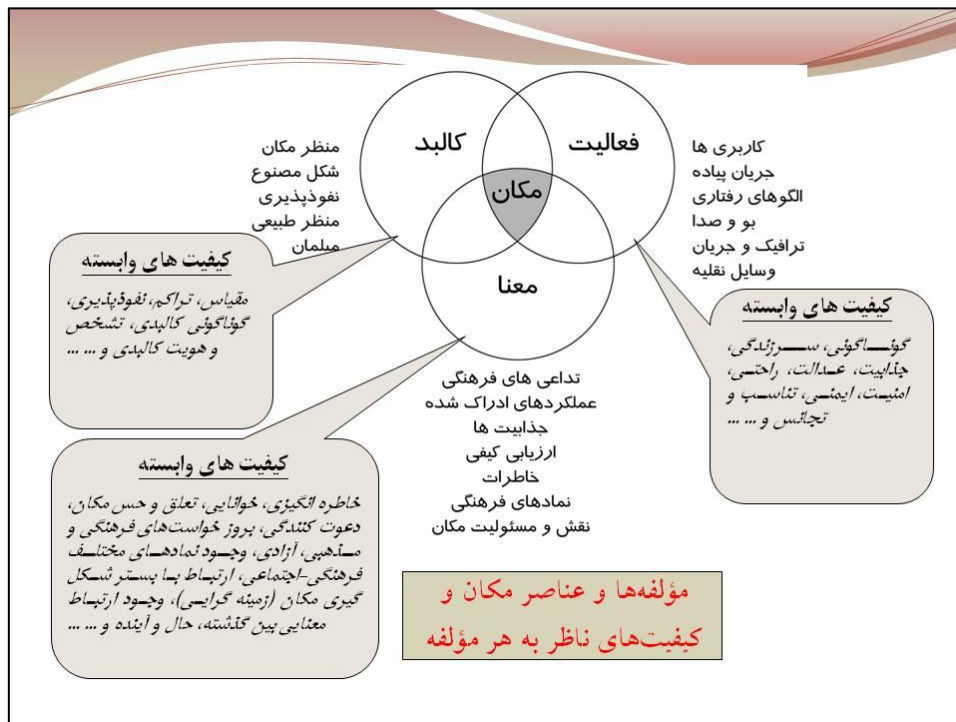 کالبد
فعالیت
مکان
معنا
کاربری ها
جریان پیاده
الگوهای رفتاری
بو و صدا
ترافیک و جریان
وسایل نقلیه
منظر مکان
شکل مصنوع
نفوذپذیری
منظر طبیعی
مبلمان
کیفیت های وابسته
مقیاس، تراکم، نفوذپذیری،
گوناگونی کالبدی، تشخص
و هویت کالبدی و ... ...
کیفیت های وابسته
گوناگونی، سرزندگی،
جذابیت، عدالت، راحتی،
امنیت، ایمنی، تناسب و
تجانس و ... ...
تداعی های فرهنگی
عملکردهای ادراک شده
جذابیت ها
ارزیابی کیفی
خاطرات
نمادهای فرهنگی
نقش و مسئولیت مکان
کیفیت های وابسته
خاطره انگیزی، خوانایی، تعلق و حس مکان،
دعوت کنندگی، بروز خواست‌های فرهنگی و
مذهبی، آزادی، وجود نمادهای مختلف
فرهنگی-اجتماعی، ارتباط با بستر شکل
گیری مکان (زمینه گرایی)، وجود ارتباط
معنایی بین گذشته، حال و آینده و ... ...
مؤلفه‌ها و عناصر مکان و
کیفیت‌های ناظر به هر مؤلفه